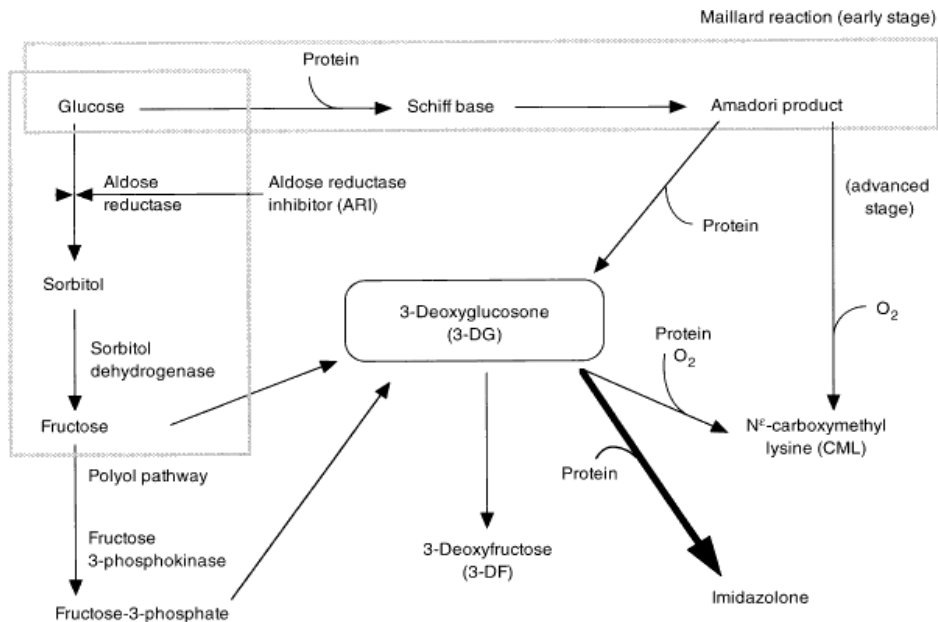 Maillard reaction (early stage)
Protein
Glucose
Schiff base
Amadori product
Aldose
reductase
Aldose reductase
inhibitor (ARI)
(advanced
stage)
Protein
Sorbitol
3-Deoxyglucosone
(3-DG)
O2
Protein
O2
Sorbitol
dehydrogenase
Fructose
Nε-carboxymethyl
lysine (CML)
Polyol pathway
Protein
Fructose
3-phosphokinase
3-Deoxyfructose
(3-DF)
Imidazolone
Fructose-3-phosphate